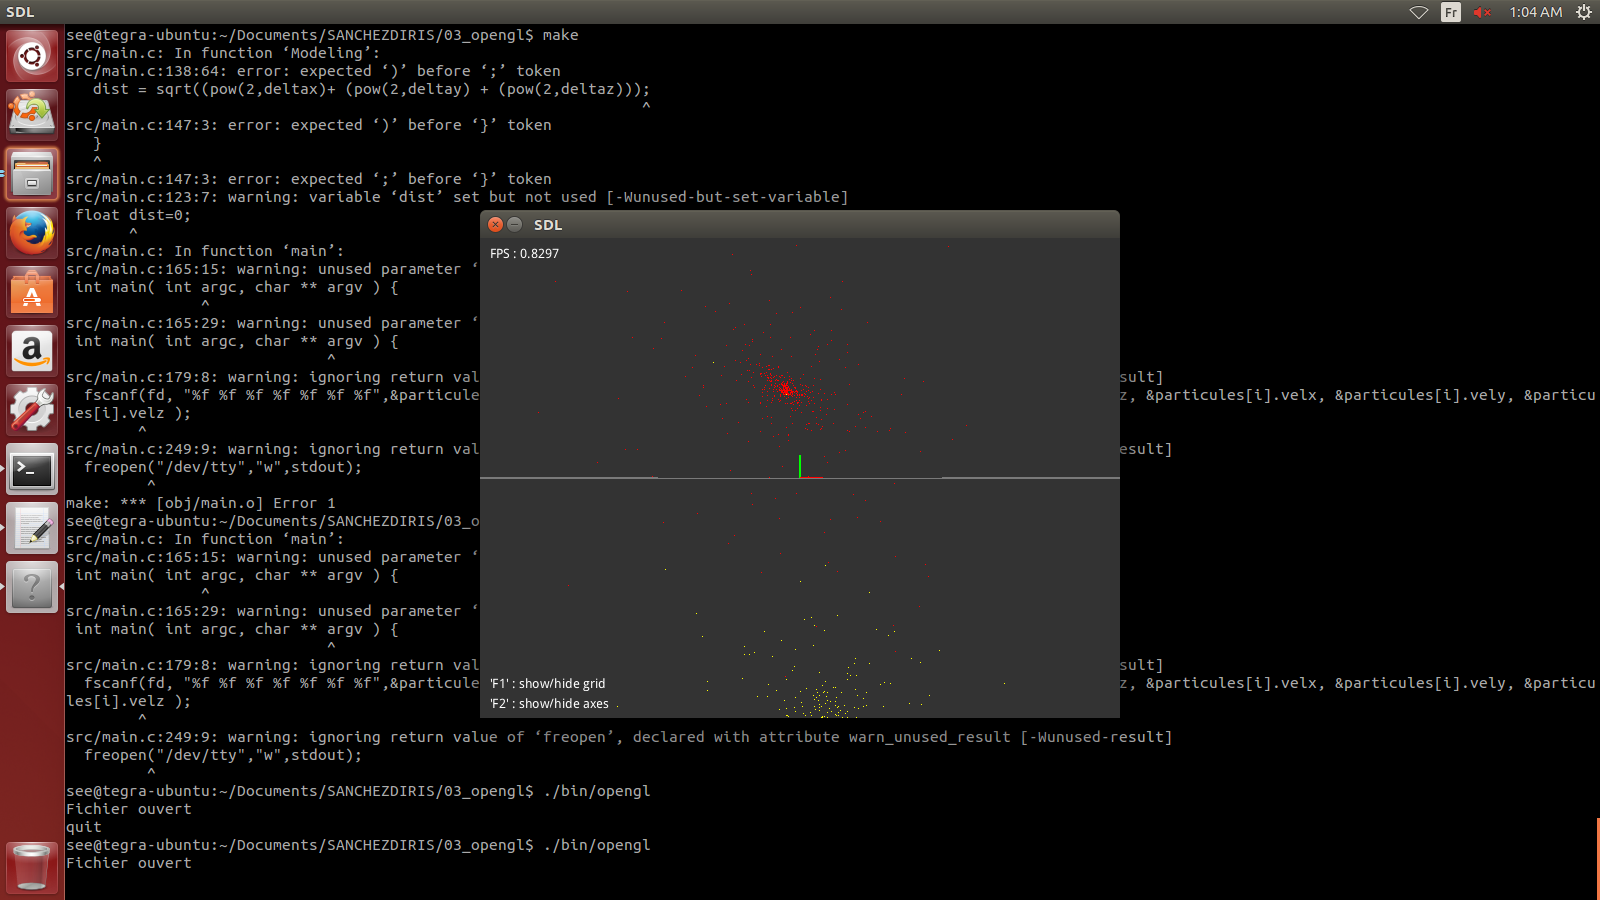 SDL
Fr
1:04 AM
see@tegra-ubuntu:~/Documents/SANCHEZDIRIS/03_opengl$ make
src/main.c: In function ‘Modeling’:
src/main.c:138:64: error: expected ‘)’ before ‘;’ token
dist = sqrt((pow(2,deltax)+ (pow(2,deltay) + (pow(2,deltaz)));
^
src/main.c:147:3: error: expected ‘)’ before ‘}’ token
}
^
src/main.c:147:3: error: expected ‘;’ before ‘}’ token
src/main.c:123:7: warning: variable ‘dist’ set but not used [-Wunused-but-set-variable]
float dist=0;
^
src/main.c: In function ‘main’:
src/main.c:165:15: warning: unused parameter ‘
int main( int argc, char ** argv ) {
^
src/main.c:165:29: warning: unused parameter ‘
int main( int argc, char ** argv ) {
^
src/main.c:179:8: warning: ignoring return val sult]
fscanf(fd, "%f %f %f %f %f %f %f",&particule z, &particules[i].velx, &particules[i].vely, &particu
les[i].velz );
^
src/main.c:249:9: warning: ignoring return val esult]
freopen("/dev/tty","w",stdout);
^
make: *** [obj/main.o] Error 1
see@tegra-ubuntu:~/Documents/SANCHEZDIRIS/03_o
src/main.c: In function ‘main’:
src/main.c:165:15: warning: unused parameter ‘
int main( int argc, char ** argv ) {
^
src/main.c:165:29: warning: unused parameter ‘
int main( int argc, char ** argv ) {
^
src/main.c:179:8: warning: ignoring return val sult]
fscanf(fd, "%f %f %f %f %f %f %f",&particule z, &particules[i].velx, &particules[i].vely, &particu
les[i].velz );
^
src/main.c:249:9: warning: ignoring return value of ‘freopen’, declared with attribute warn_unused_result [-Wunused-result]
freopen("/dev/tty","w",stdout);
^
see@tegra-ubuntu:~/Documents/SANCHEZDIRIS/03_opengl$ ./bin/opengl
Fichier ouvert
quit
see@tegra-ubuntu:~/Documents/SANCHEZDIRIS/03_opengl$ ./bin/opengl
Fichier ouvert
SDL
FPS : 0.8297
'F1' : show/hide grid
'F2' : show/hide axes